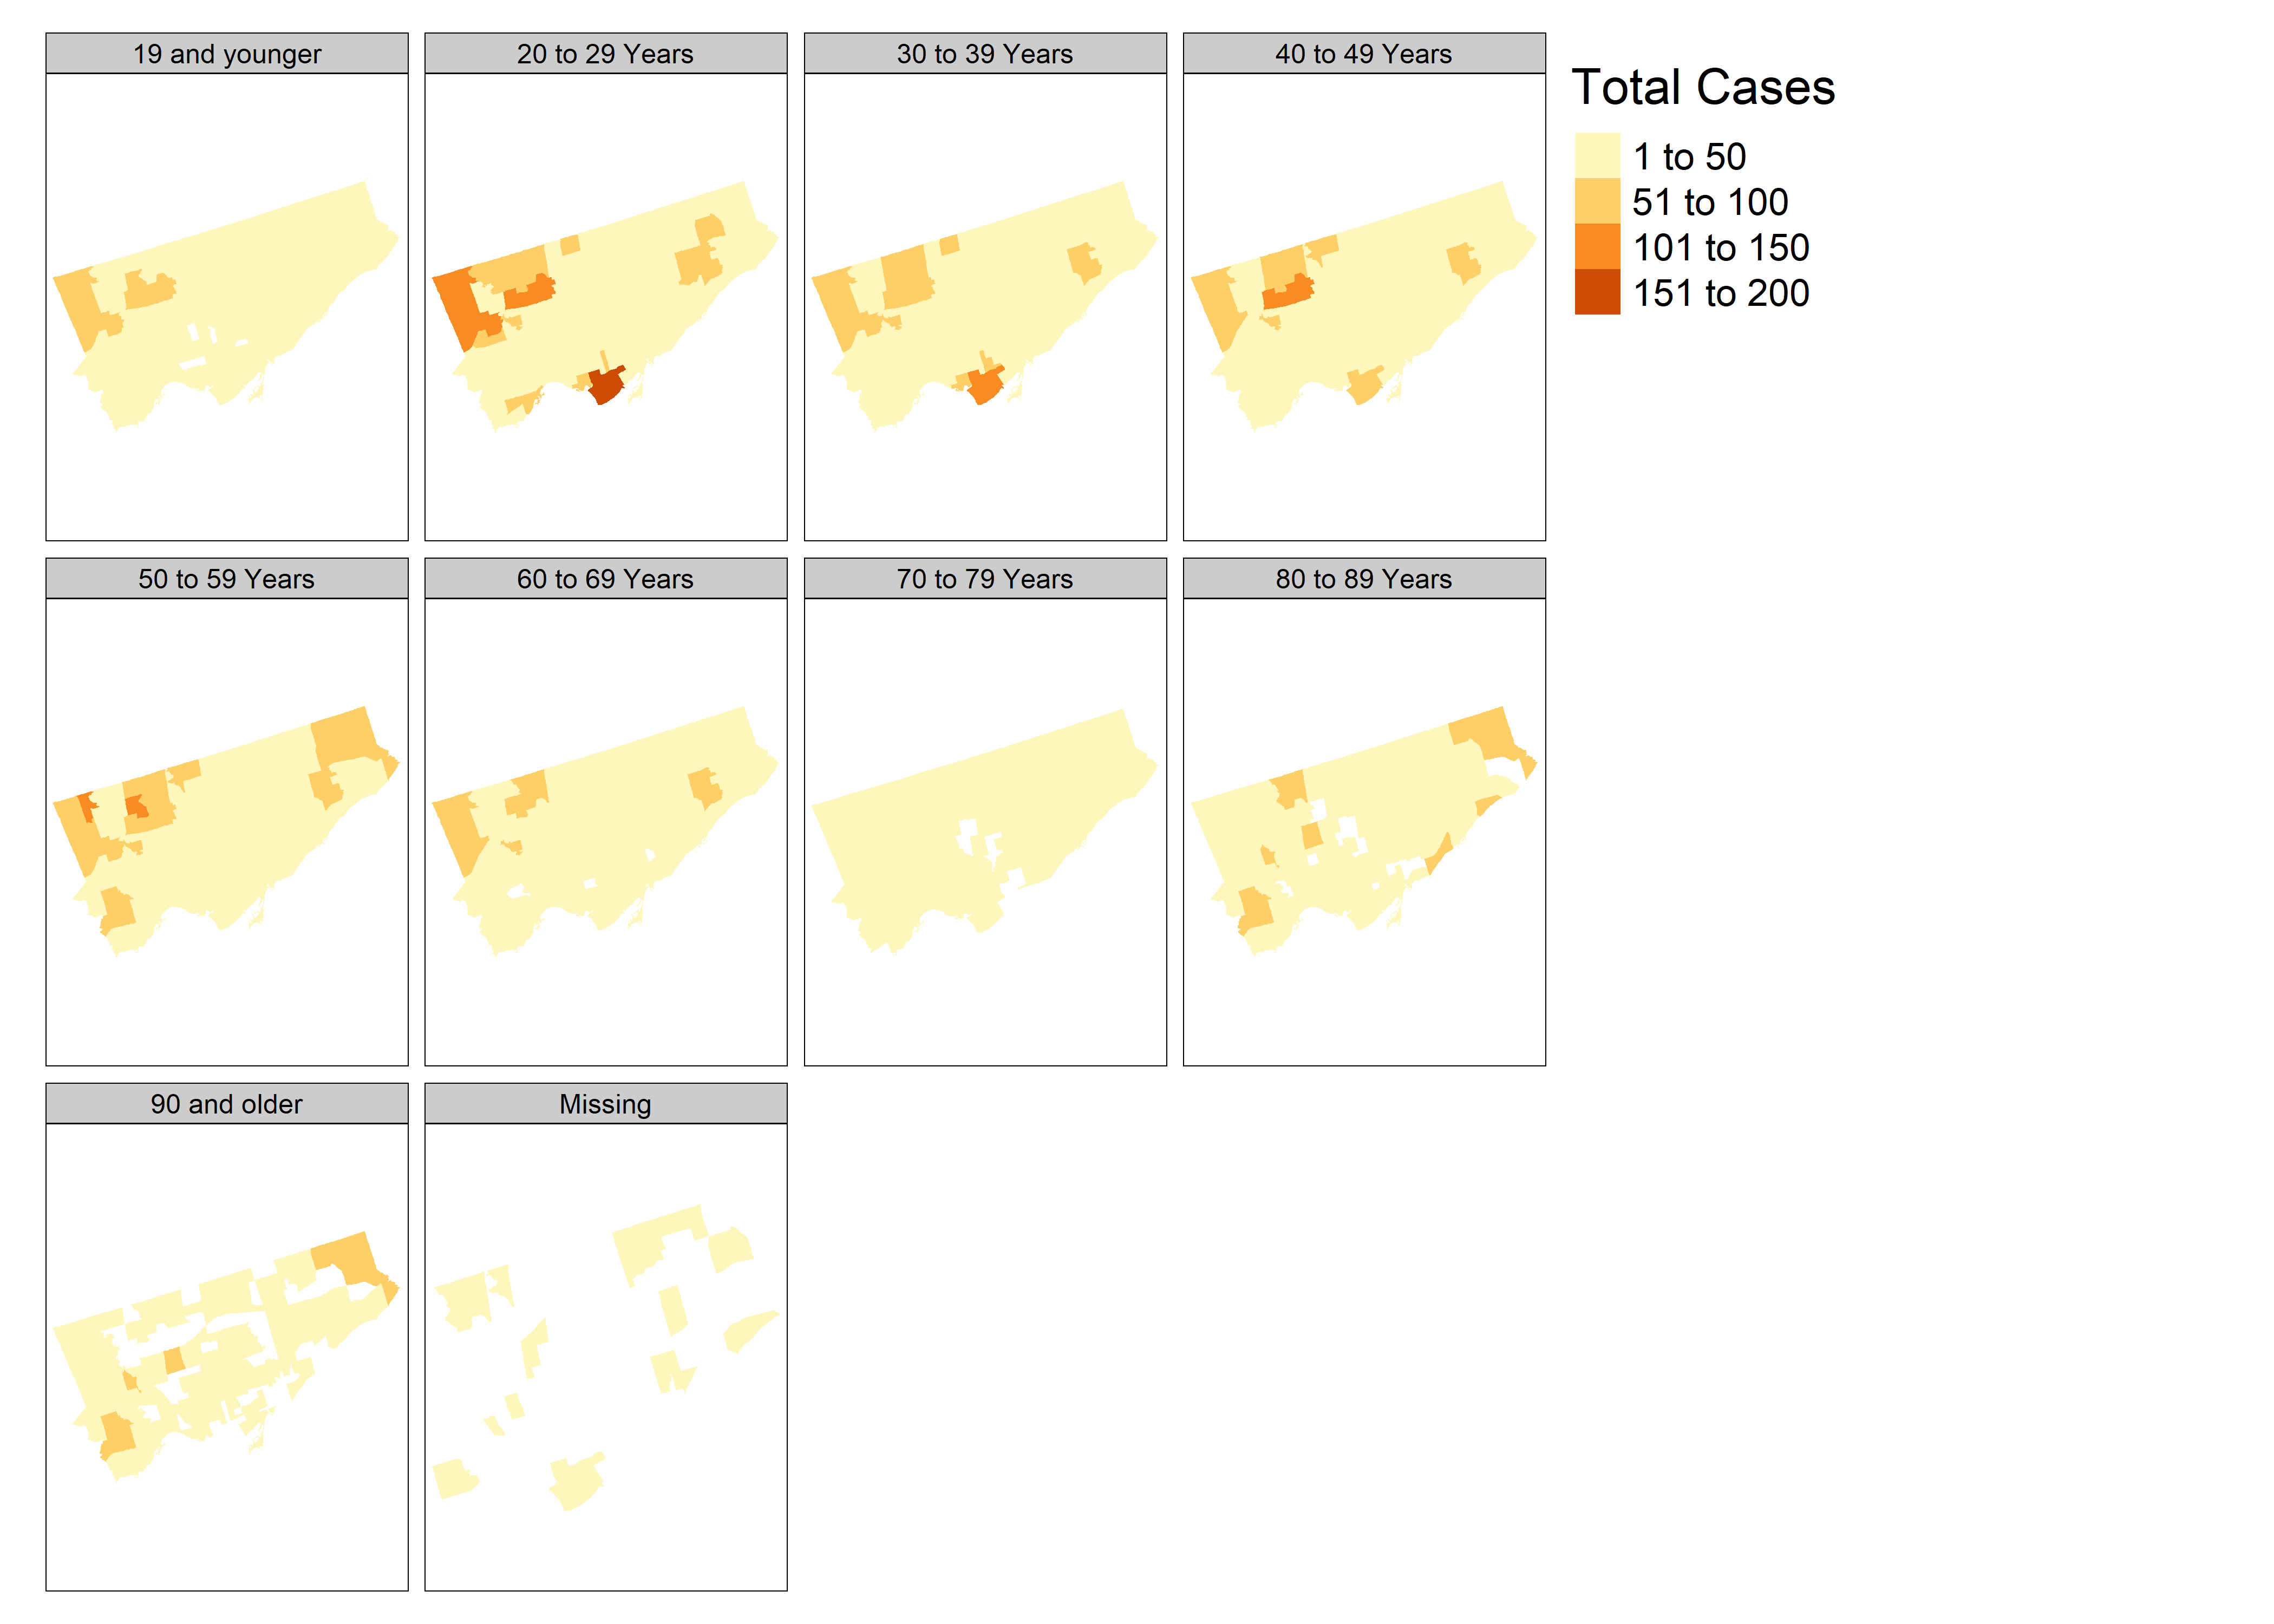 19 and younger
20 to 29 Years
30 to 39 Years
40 to 49 Years
Total Cases
1 to 50
51 to 100
101 to 150
151 to 200
50 to 59 Years
60 to 69 Years
70 to 79 Years
80 to 89 Years
90 and older
Missing